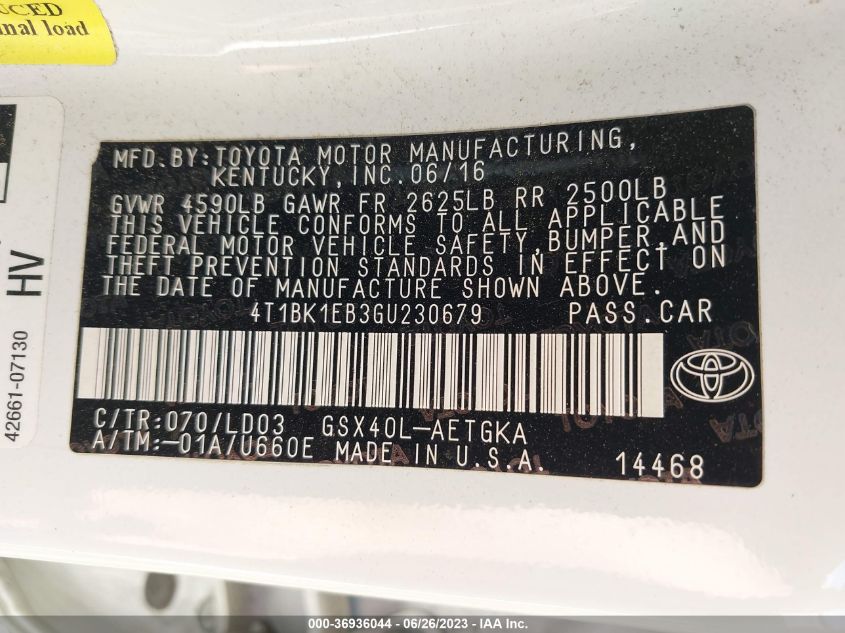 UCED
nal load
HV
42661-07130
MFD. BY: TOYOTA MOTOR MANUFACTURING,
KENTUCKY, INC. 06/16
GVWR 4590LB GAWR FR 2625LB RR 2500LB
THIS VEHICLE CONFORMS TO ALL APPLICABLE
FEDERAL MOTOR VEHICLE SAFETY, BUMPER, AND
THEFT PREVENTION STANDARDS IN EFFECT ON
THE DATE OF MANUFACTURE SHOWN ABOVE.
4T1BK1EB3GU230679 PASS. CAR
C/TR: 070/LD03 GSX40L-AETGKA
A/TM: -01A/U660E MADE IN U.S.A. 14468
000-36936044 / 06/26/2023 - IAA Inc.